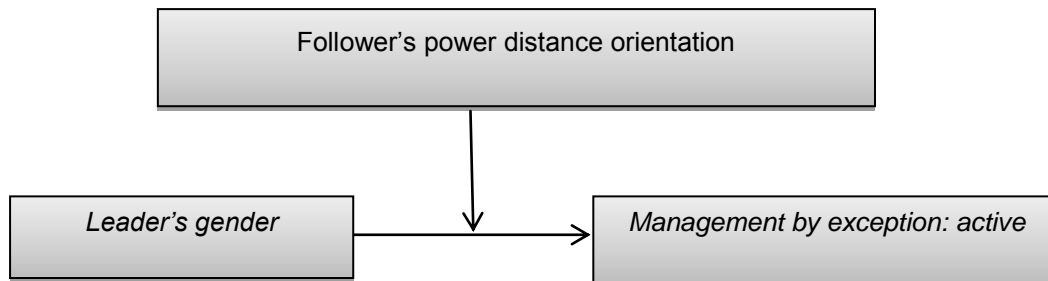 Follower’s power distance orientation
Leader’s gender
Management by exception: active